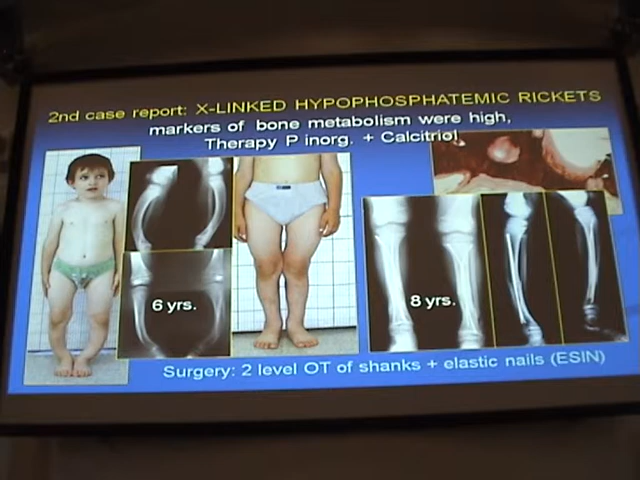 2nd case report: X-LINKED HYPOPHOSPHATEMIC RICKETS
markers of bone metabolism were high,
Therapy P inorg. + Calcitriol
6 yrs.
8 yrs.
Surgery: 2 level OT of shanks + elastic nails (ESIN)